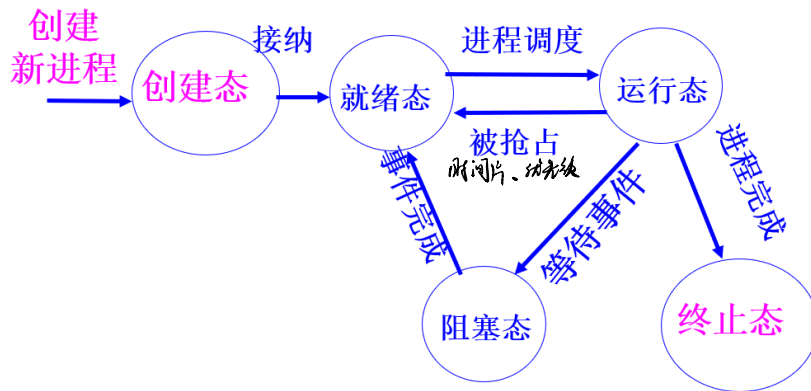 创建
新进程
创建态
接纳
就绪态
进程调度
运行态
被抢占
时间片、优先级
事件完成
等待事件
进程完成
阻塞态
终止态